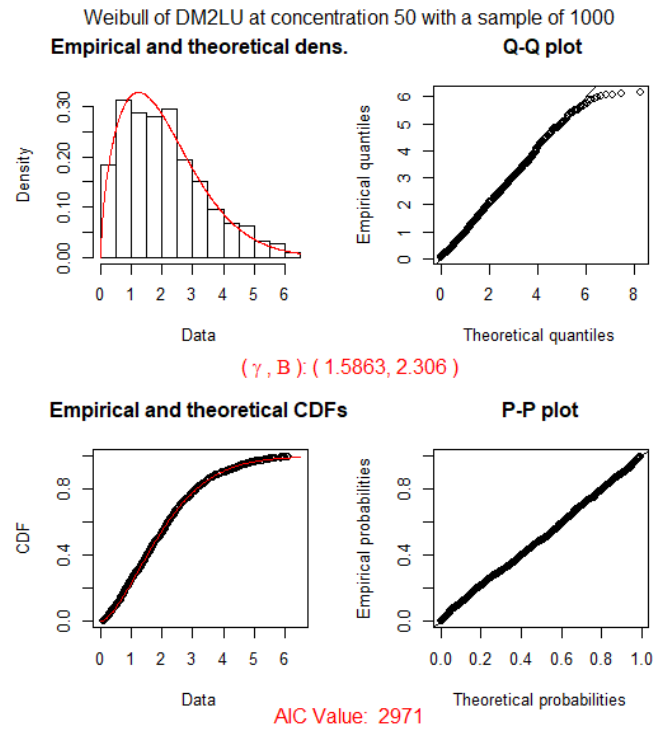 Weibull of DM2LU at concentration 50 with a sample of 1000
Empirical and theoretical dens.
Density
0.00 0.10 0.20 0.30
0 1 2 3 4 5 6
Data
Q-Q plot
Empirical quantiles
0 1 2 3 4 5 6
0 2 4 6 8
Theoretical quantiles
( γ , B ): ( 1.5863, 2.306 )
Empirical and theoretical CDFs
CDF
0.0 0.4 0.8
0 1 2 3 4 5 6
Data
P-P plot
Empirical probabilities
0.0 0.4 0.8
0.0 0.2 0.4 0.6 0.8 1.0
Theoretical probabilities
AIC Value: 2971